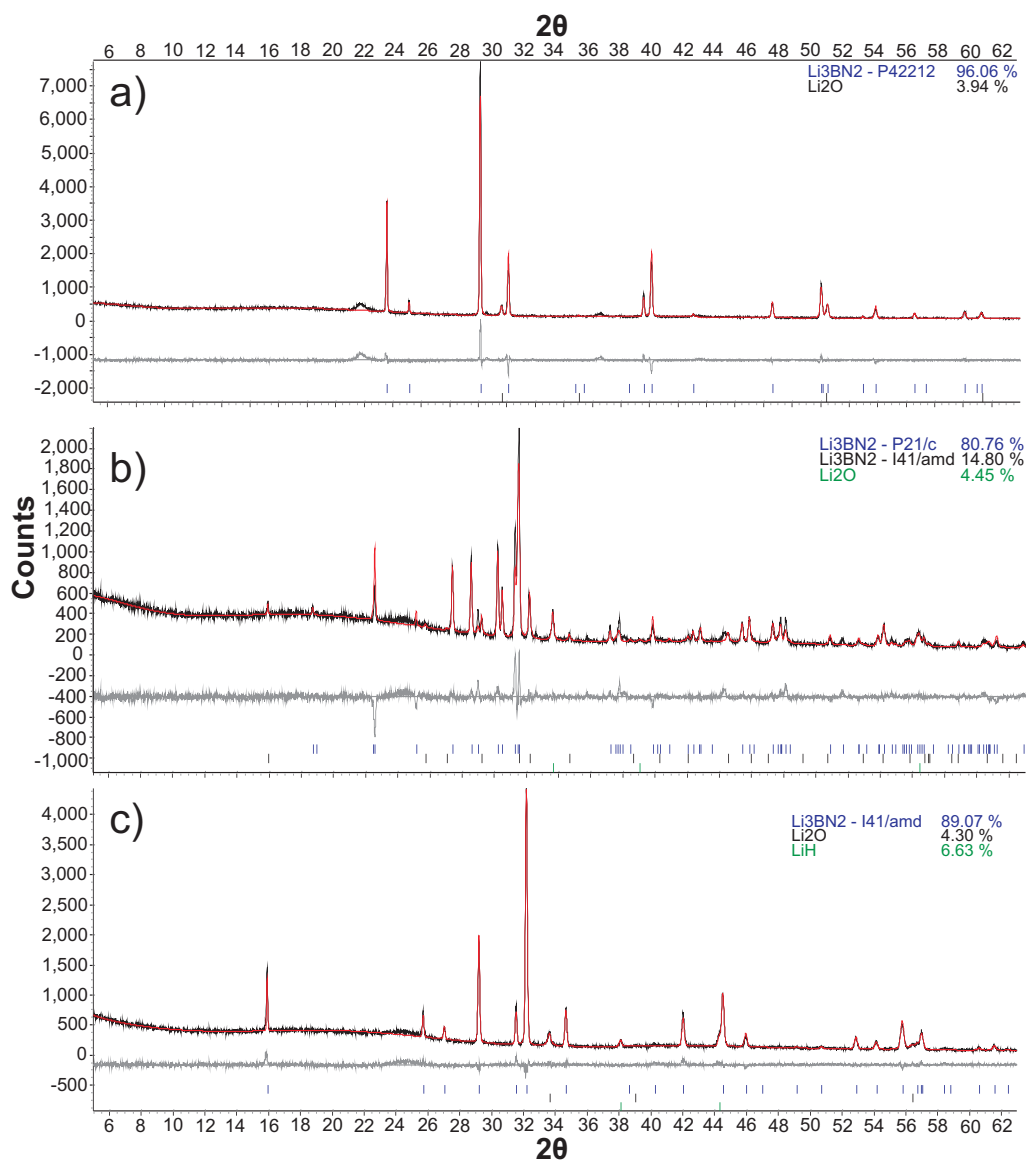 2θ
6 8 10 12 14 16 18 20 22 24 26 28 30 32 34 36 38 40 42 44 46 48 50 52 54 56 58 60 62
a)
Li3BN2 - P42212 96.06 %
Li2O 3.94 %
7,000
6,000
5,000
4,000
3,000
2,000
1,000
0
-1,000
-2,000
Counts
b)
Li3BN2 - P21/c 80.76 %
Li3BN2 - I41/amd 14.80 %
Li2O 4.45 %
2,000
1,800
1,600
1,400
1,200
1,000
800
600
400
200
0
-200
-400
-600
-800
-1,000
c)
Li3BN2 - I41/amd 89.07 %
Li2O 4.30 %
LiH 6.63 %
4,000
3,500
3,000
2,500
2,000
1,500
1,000
500
0
-500
6 8 10 12 14 16 18 20 22 24 26 28 30 32 34 36 38 40 42 44 46 48 50 52 54 56 58 60 62
2θ